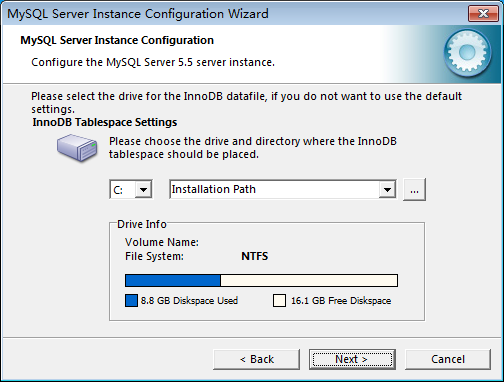 MySQL Server Instance Configuration Wizard
MySQL Server Instance Configuration
Configure the MySQL Server 5.5 server instance.
Please select the drive for the InnoDB datafile, if you do not want to use the default
settings.
InnoDB Tablespace Settings
Please choose the drive and directory where the InnoDB
tablespace should be placed.
C: Installation Path ...
Drive Info
Volume Name:
File System: NTFS
8.8 GB Diskspace Used 16.1 GB Free Diskspace
< Back Next > Cancel